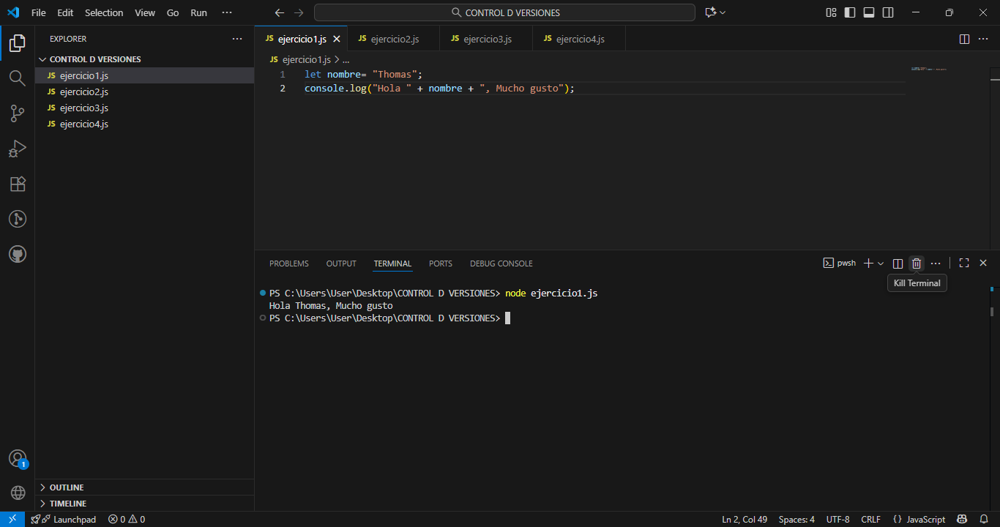 File Edit Selection View Go Run ··· CONTROL D VERSIONES
EXPLORER
CONTROL D VERSIONES
JS ejercicio1.js
JS ejercicio2.js
JS ejercicio3.js
JS ejercicio4.js
OUTLINE
TIMELINE
JS ejercicio1.js JS ejercicio2.js JS ejercicio3.js JS ejercicio4.js
JS ejercicio1.js > ...
1 let nombre= "Thomas";
2 console.log("Hola " + nombre + ", Mucho gusto");
PROBLEMS OUTPUT TERMINAL PORTS DEBUG CONSOLE pwsh
Kill Terminal
PS C:\Users\User\Desktop\CONTROL D VERSIONES> node ejercicio1.js
Hola Thomas, Mucho gusto
PS C:\Users\User\Desktop\CONTROL D VERSIONES>
1
Launchpad 0 0 Ln 2, Col 49 Spaces: 4 UTF-8 CRLF {} JavaScript